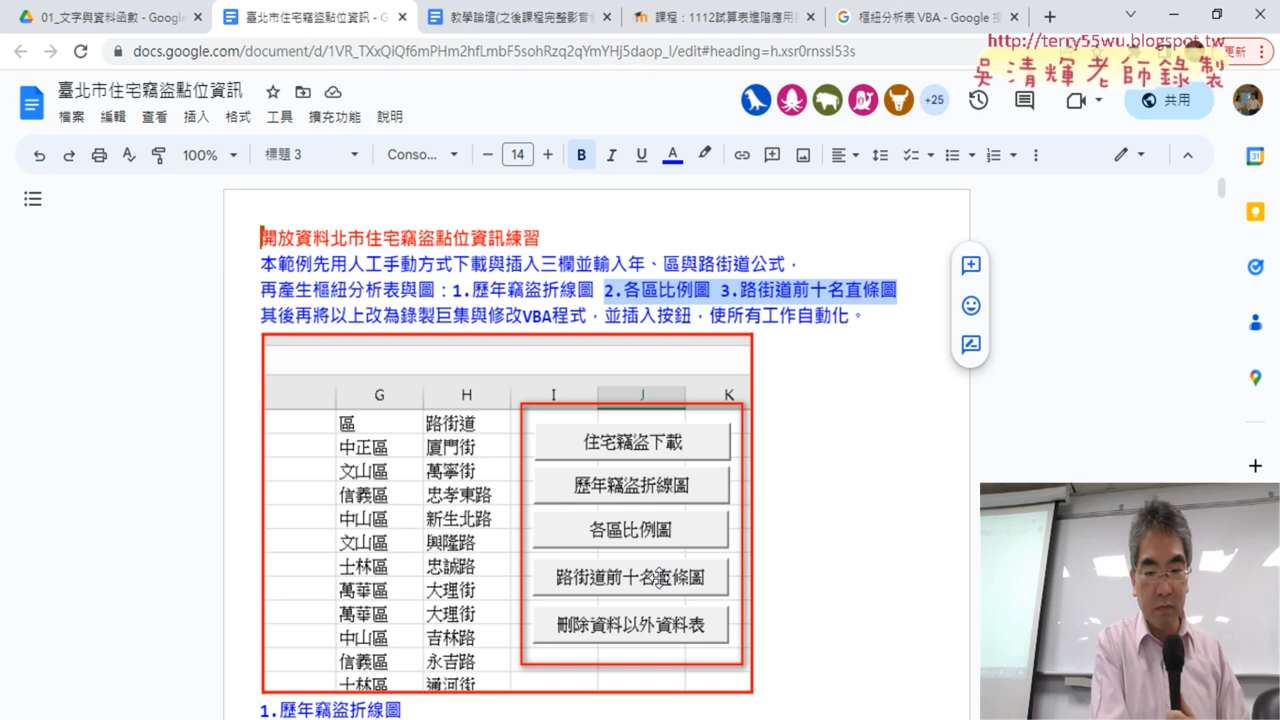 01_文字與資料函數 - Googl
臺北市住宅竊盜點位資訊 - G
教學論壇(之後課程完整影音
課程：1112試算表進階應用
樞紐分析表 VBA - Google
docs.google.com/document/d/1VR_TXxQiQf6mPHm2hfLmbF5sohRzq2qYmYHj5daop_I/edit#heading=h.xsr0rnssl53s
http://terry55wu.blogspot.tw
更新
吳清輝老師錄製
臺北市住宅竊盜點位資訊
檔案 編輯 查看 插入 格式 工具 擴充功能 說明
+25
共用
100% 標題 3 Conso... 14 B I U A
開放資料北市住宅竊盜點位資訊練習
本範例先用人工手動方式下載與插入三欄並輸入年、區與路街道公式，
再產生樞紐分析表與圖：1.歷年竊盜折線圖 2.各區比例圖 3.路街道前十名直條圖
其後再將以上改為錄製巨集與修改VBA程式，並插入按鈕，使所有工作自動化。
G H I J K
區 路街道
中正區 廈門街
文山區 萬寧街
信義區 忠孝東路
中山區 新生北路
文山區 興隆路
士林區 忠誠路
萬華區 大理街
萬華區 大理街
中山區 吉林路
信義區 永吉路
士林區 通河街
住宅竊盜下載
歷年竊盜折線圖
各區比例圖
路街道前十名直條圖
刪除資料以外資料表
1.歷年竊盜折線圖